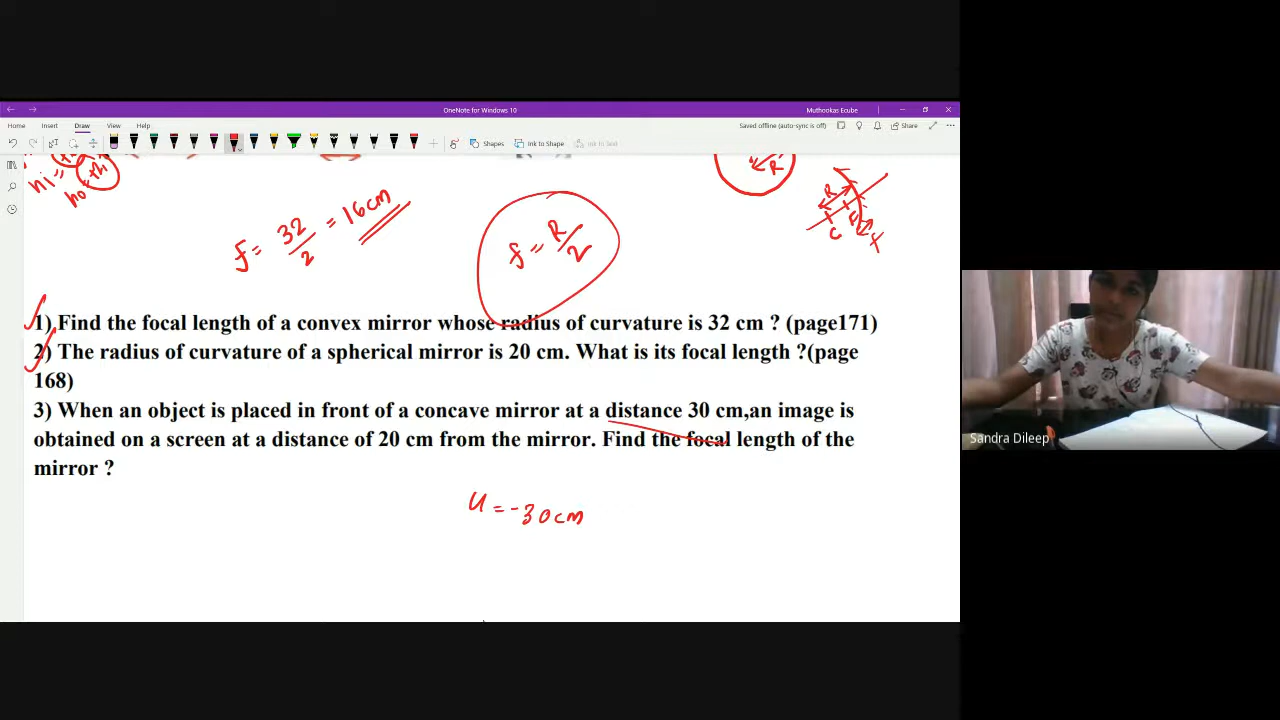 OneNote for Windows 10
Muthookas Ecube
Home Insert Draw View Help
Saved offline (auto-sync is off)
Share
Shapes
Ink to Shape
Ink to Text
hi=
ho=+h
R
R
C
F
f
f = 32/2 = 16cm
f = R/2
1) Find the focal length of a convex mirror whose radius of curvature is 32 cm ? (page171)
2) The radius of curvature of a spherical mirror is 20 cm. What is its focal length ?(page
168)
3) When an object is placed in front of a concave mirror at a distance 30 cm,an image is
obtained on a screen at a distance of 20 cm from the mirror. Find the focal length of the
mirror ?
u = -30cm
Sandra Dileep